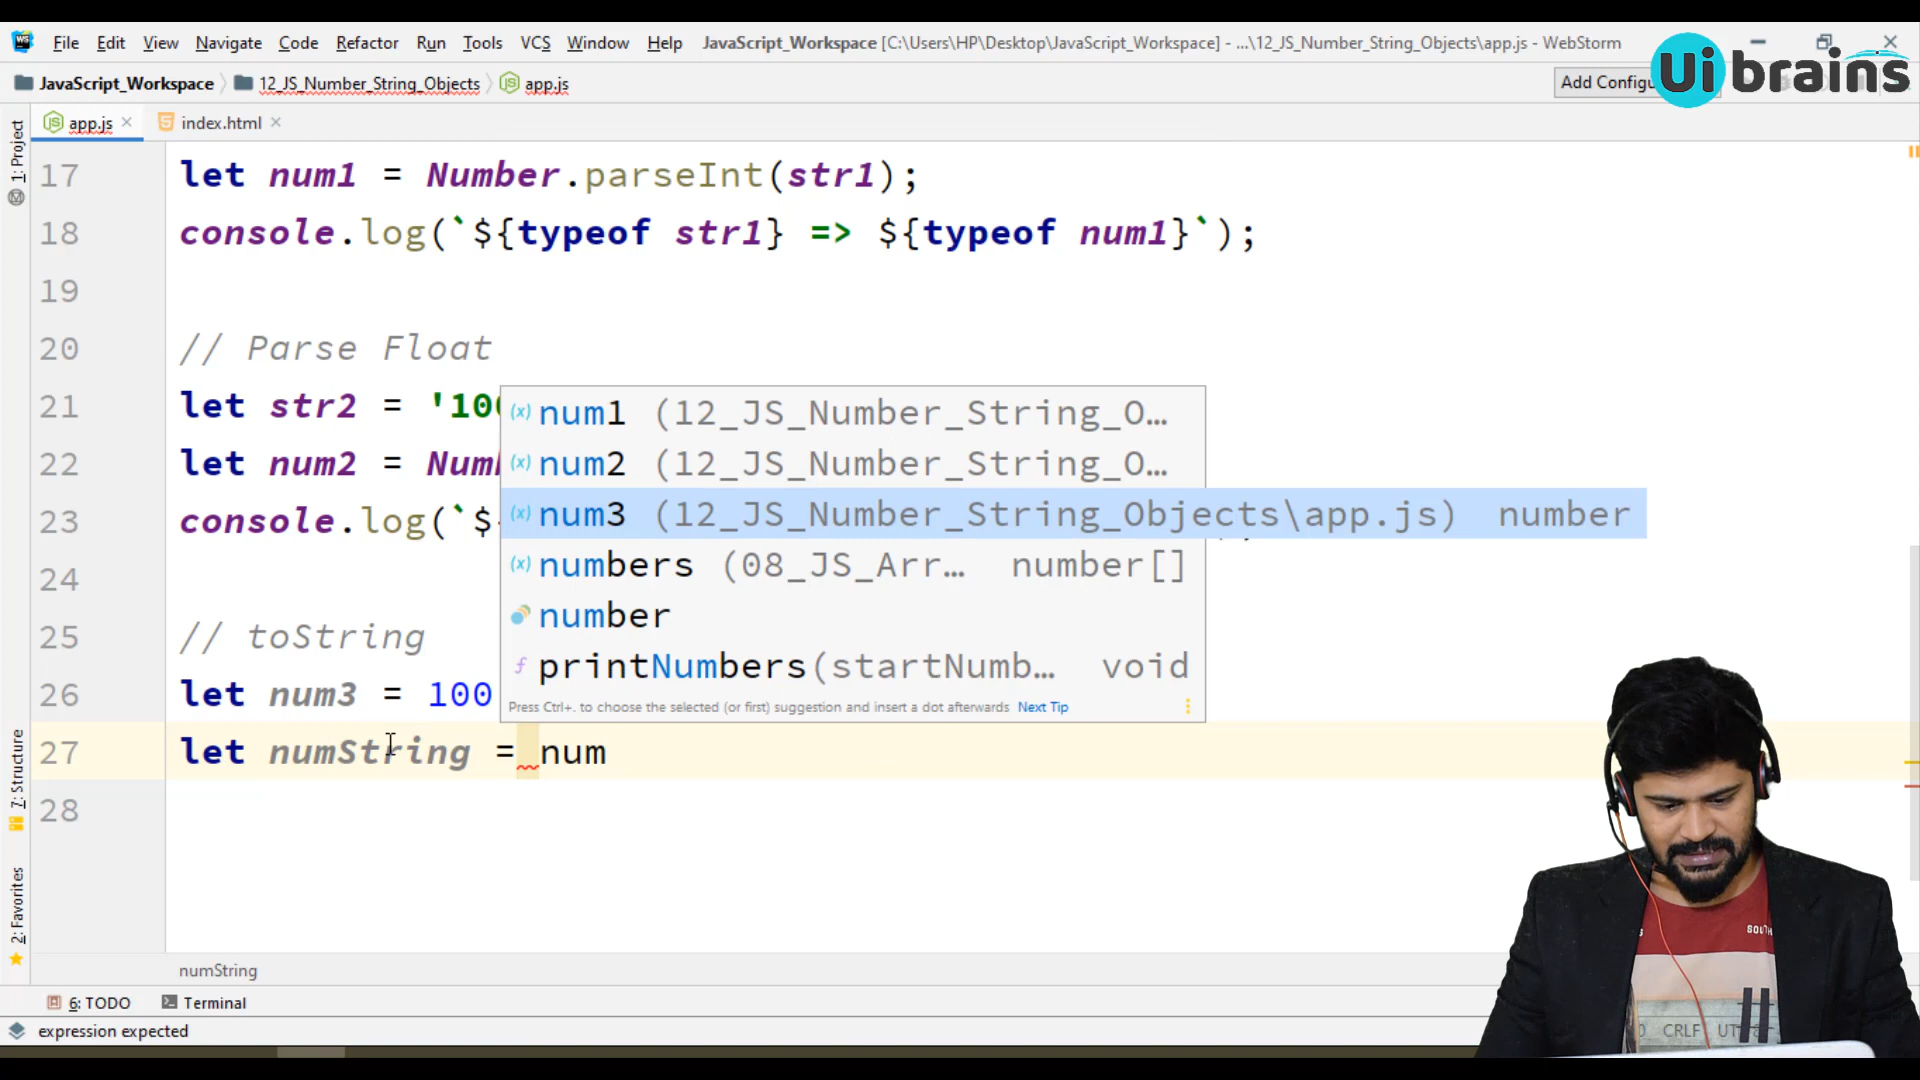 File Edit View Navigate Code Refactor Run Tools VCS Window Help JavaScript_Workspace [C:\Users\HP\Desktop\JavaScript_Workspace] - ...\12_JS_Number_String_Objects\app.js - WebStorm
JavaScript_Workspace 12_JS_Number_String_Objects app.js Add Configu
Ui brains
app.js index.html
1: Project
17 let num1 = Number.parseInt(str1);
18 console.log(`${typeof str1} => ${typeof num1}`);
19
20 // Parse Float
21 let str2 = '10
22 let num2 = Num
23 console.log(`$
24
25 // toString
26 let num3 = 100
27 let numString = num
28
num1 (12_JS_Number_String_O…
num2 (12_JS_Number_String_O…
num3 (12_JS_Number_String_Objects\app.js) number
numbers (08_JS_Arr… number[]
number
printNumbers(startNumb… void
Press Ctrl+. to choose the selected (or first) suggestion and insert a dot afterwards Next Tip
7: Structure
2: Favorites
numString
6: TODO Terminal
expression expected
CRLF